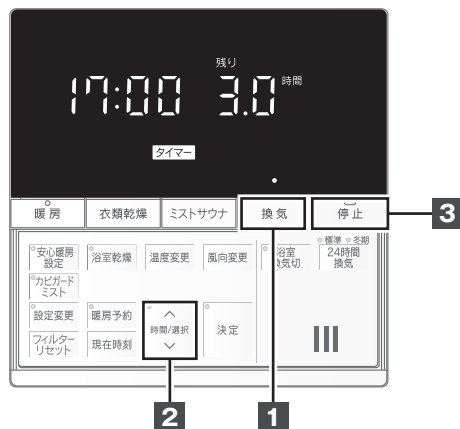 残り
17:00 3.0 時間
タイマー
暖房 衣類乾燥 ミストサウナ 換気 停止
3
標準 冬期
安心暖房
設定
浴室乾燥 温度変更 風向変更
浴室
気切
24時間
換気
カビガード
ミスト
設定変更 暖房予約
時間/選択
決定
フィルター
リセット
現在時刻
2 1